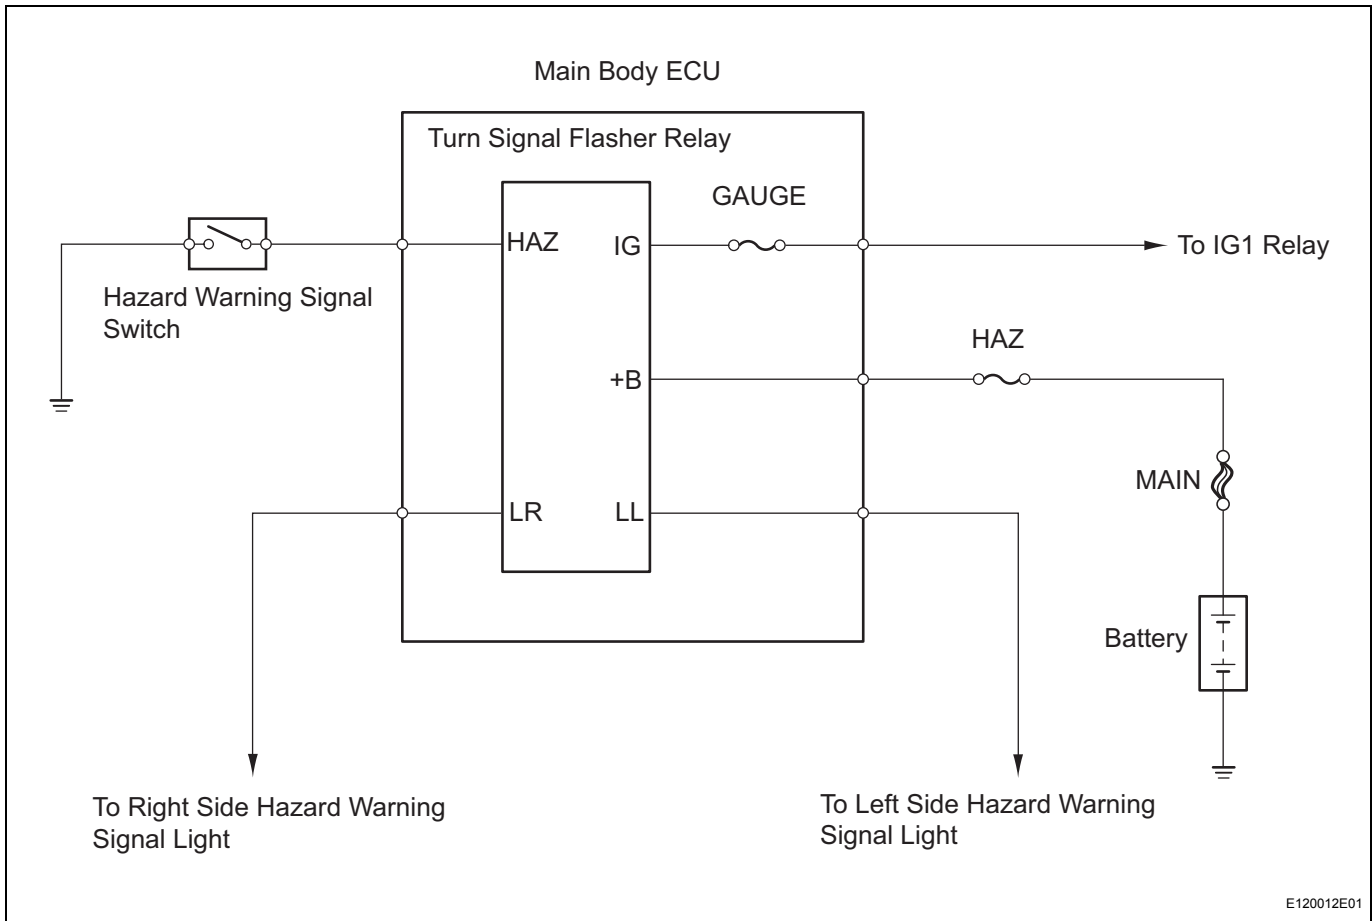 Main Body ECU
Turn Signal Flasher Relay
GAUGE
HAZ
IG
To IG1 Relay
Hazard Warning Signal
Switch
HAZ
+B
MAIN
LR
LL
Battery
To Right Side Hazard Warning
Signal Light
To Left Side Hazard Warning
Signal Light
E120012E01